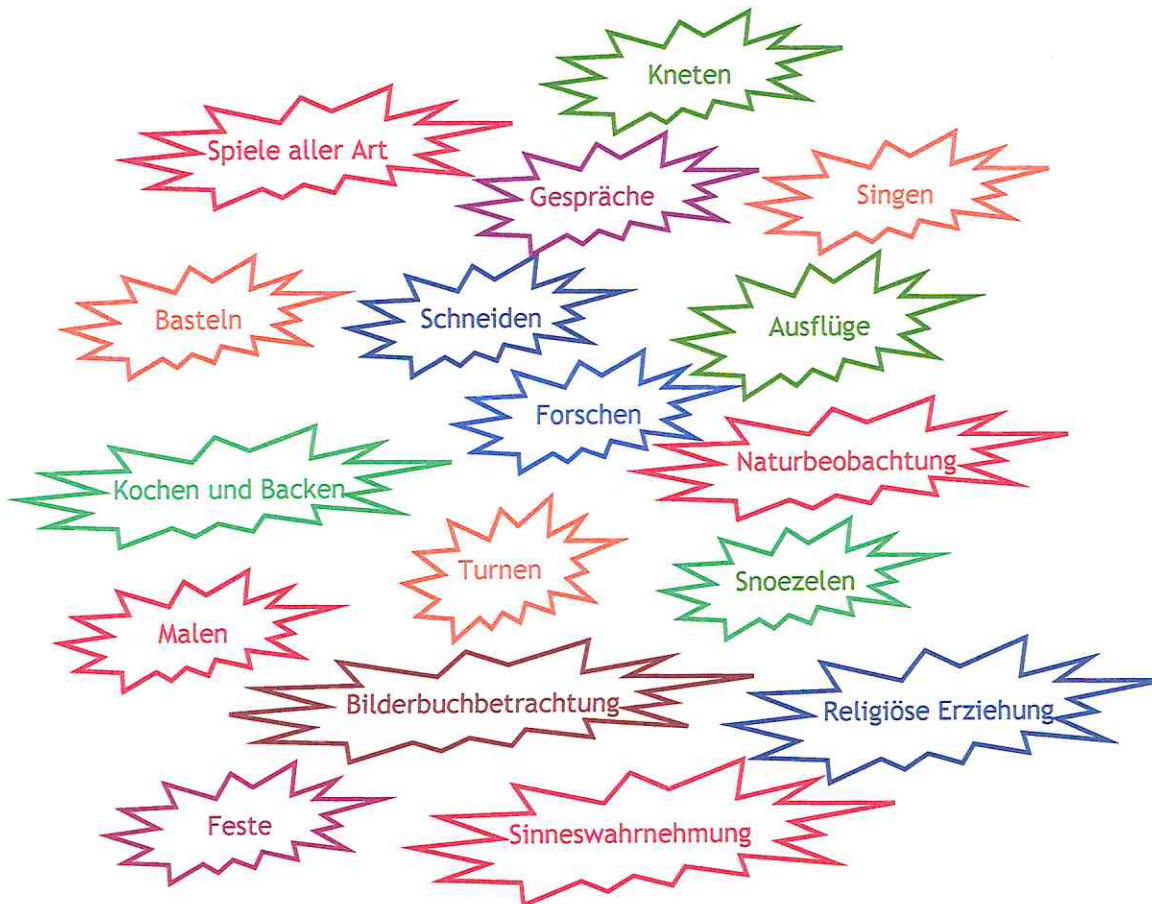 Kneten
Spiele aller Art
Gespräche
Singen
Basteln
Schneiden
Ausflüge
Forschen
Naturbeobachtung
Kochen und Backen
Turnen
Snoezelen
Malen
Bilderbuchbetrachtung
Religiöse Erziehung
Feste
Sinneswahrnehmung